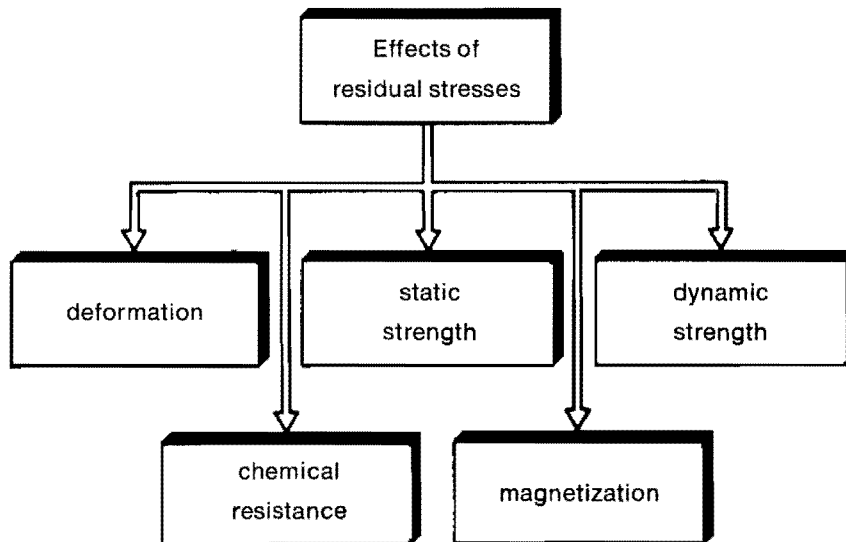 Effects of
residual stresses
deformation
static
strength
dynamic
strength
chemical
resistance
magnetization